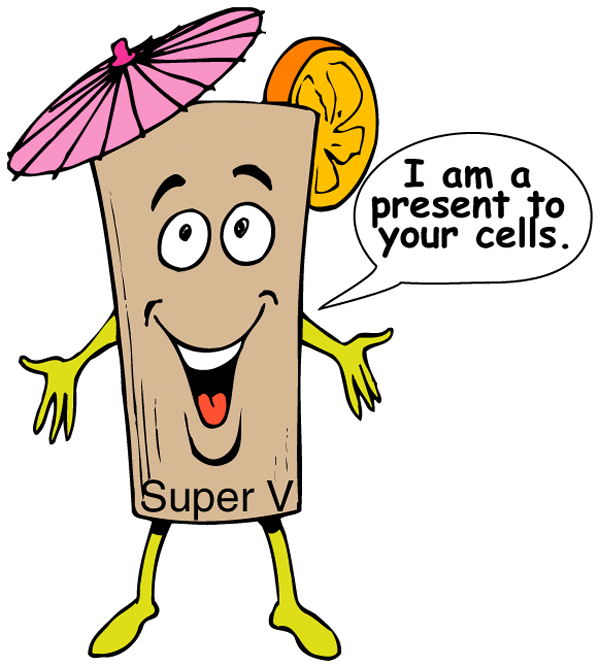 I am a
present to
your cells.
Super V